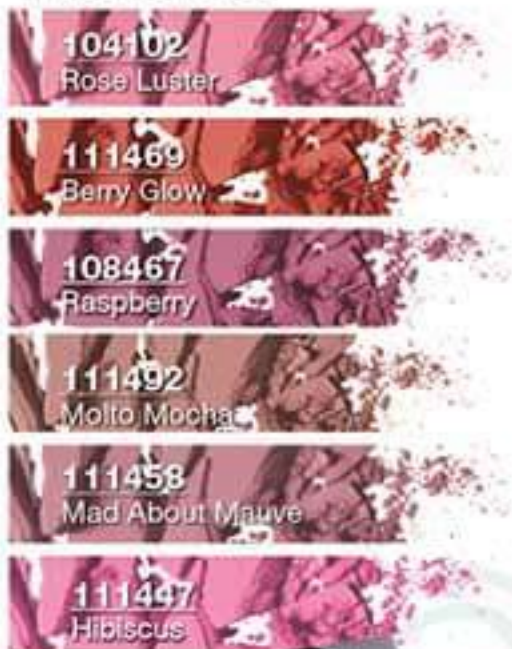 104102
Rose Luster
111469
Berry Glow
108467
Raspberry
111492
Molto Mocha
111458
Mad About Mauve
111447
Hibiscus